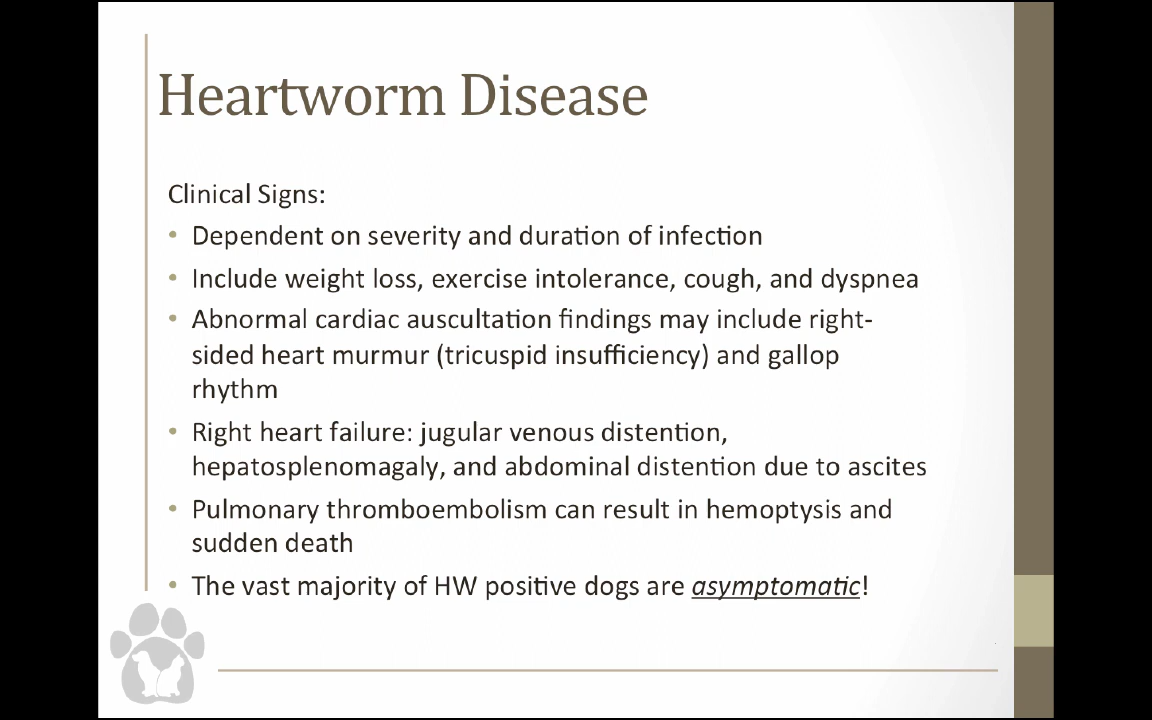 Heartworm Disease
Clinical Signs:
• Dependent on severity and duration of infection
• Include weight loss, exercise intolerance, cough, and dyspnea
• Abnormal cardiac auscultation findings may include right-
sided heart murmur (tricuspid insufficiency) and gallop
rhythm
• Right heart failure: jugular venous distention,
hepatosplenomagaly, and abdominal distention due to ascites
• Pulmonary thromboembolism can result in hemoptysis and
sudden death
• The vast majority of HW positive dogs are asymptomatic!